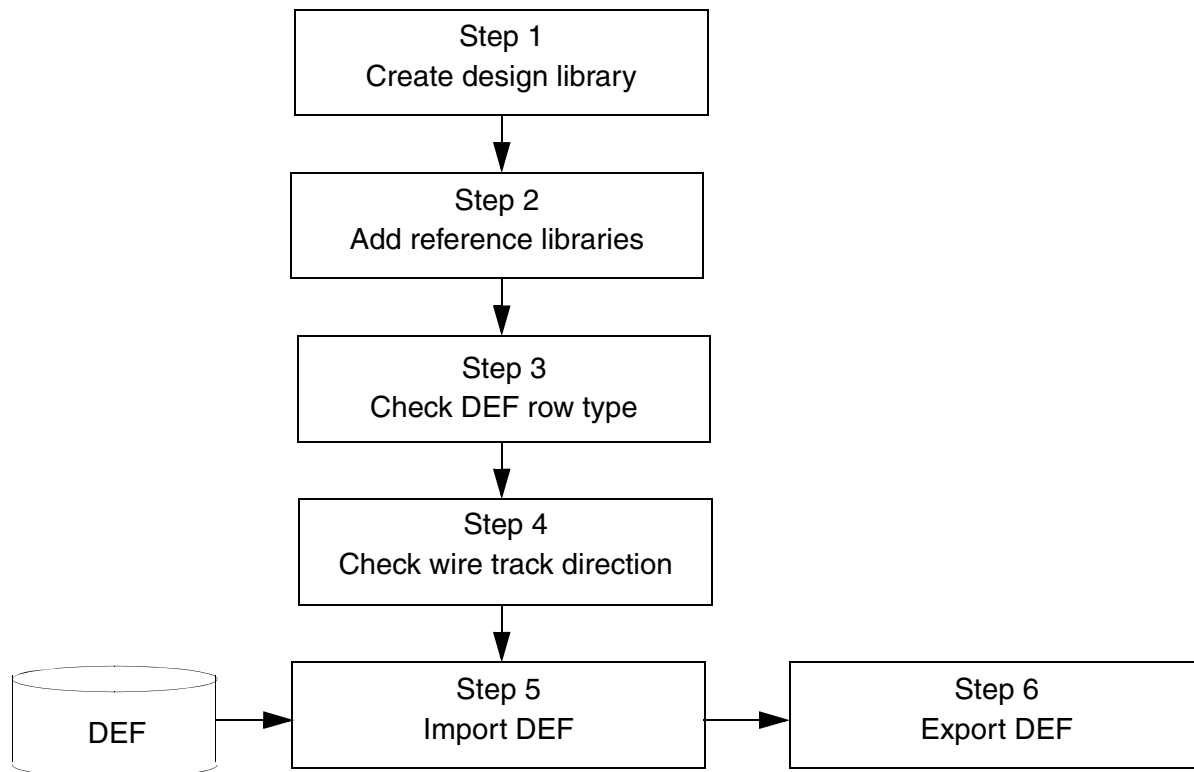 Step 1
Create design library
Step 2
Add reference libraries
Step 3
Check DEF row type
Step 4
Check wire track direction
DEF
Step 5
Import DEF
Step 6
Export DEF